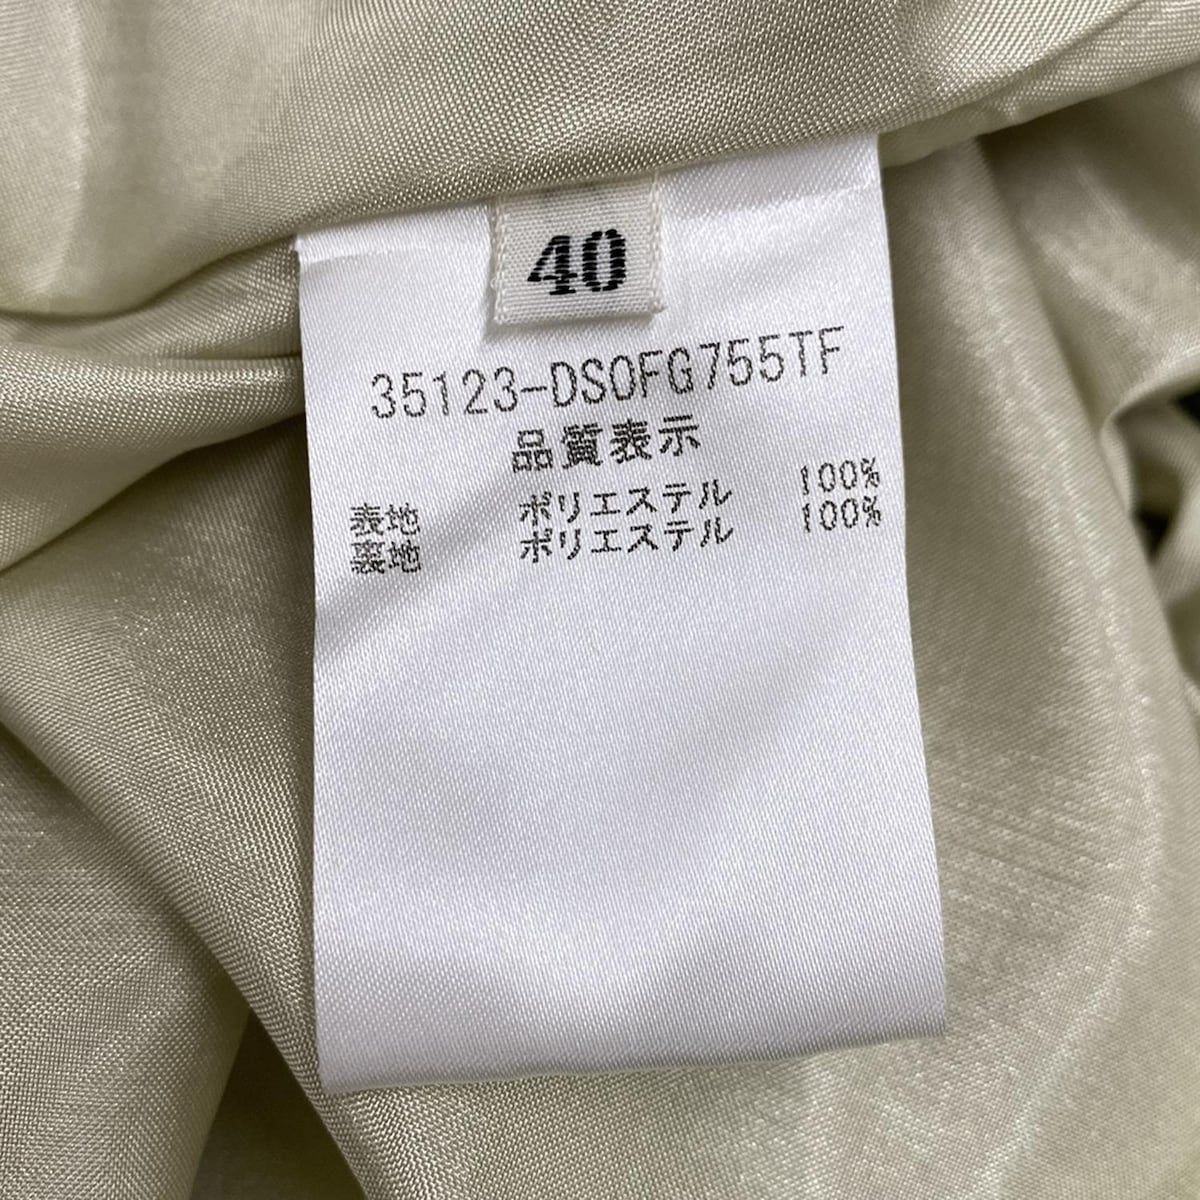 40
35123-DS0FG755TF
品質表示
表地 ポリエステル 100%
裏地 ポリエステル 100%